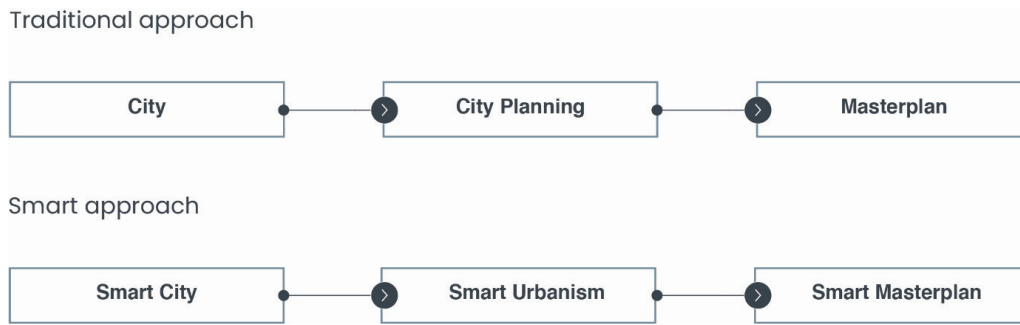 Traditional approach
City
City Planning
Masterplan
Smart approach
Smart City
Smart Urbanism
Smart Masterplan